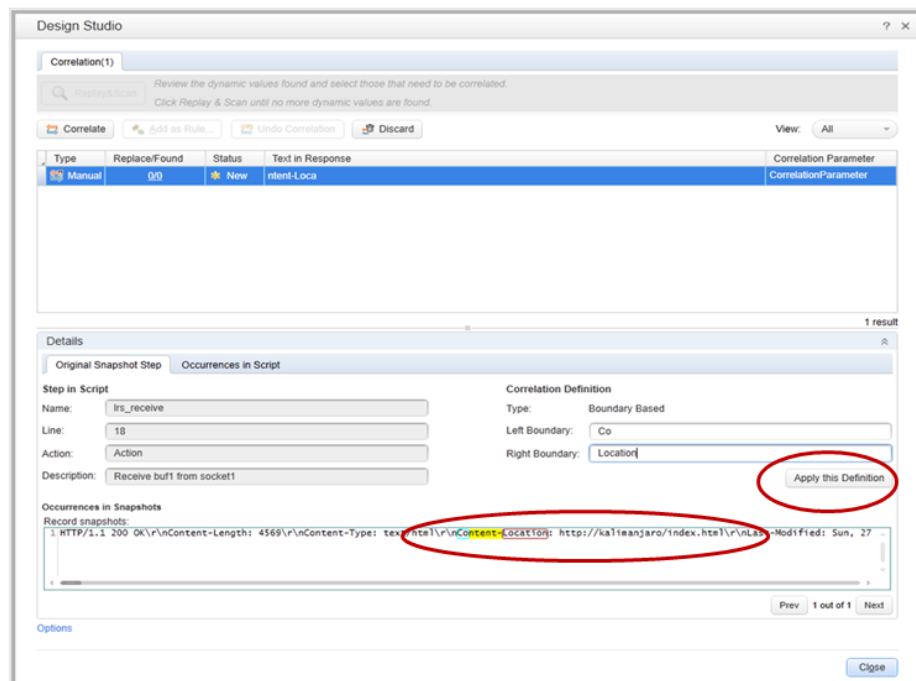 Design Studio ? ×
Correlation(1)
Replay&Scan
Review the dynamic values found and select those that need to be correlated.
Click Replay & Scan until no more dynamic values are found.
Correlate Add as Rule... Undo Correlation Discard View: All
Type Replace/Found Status Text in Response Correlation Parameter
Manual 0/0 New ntent-Loca CorrelationParameter
1 result
Details
Original Snapshot Step Occurrences in Script
Step in Script Correlation Definition
Name: lrs_receive Type: Boundary Based
Line: 18 Left Boundary: Co
Action: Action Right Boundary: Location
Description: Receive buf1 from socket1 Apply this Definition
Occurrences in Snapshots
Record snapshots:
1 HTTP/1.1 200 OK\r\nContent-Length: 4569\r\nContent-Type: text/html\r\nContent-Location: http://kalimanjaro/index.html\r\nLast-Modified: Sun, 27
Prev 1 out of 1 Next
Options
Close